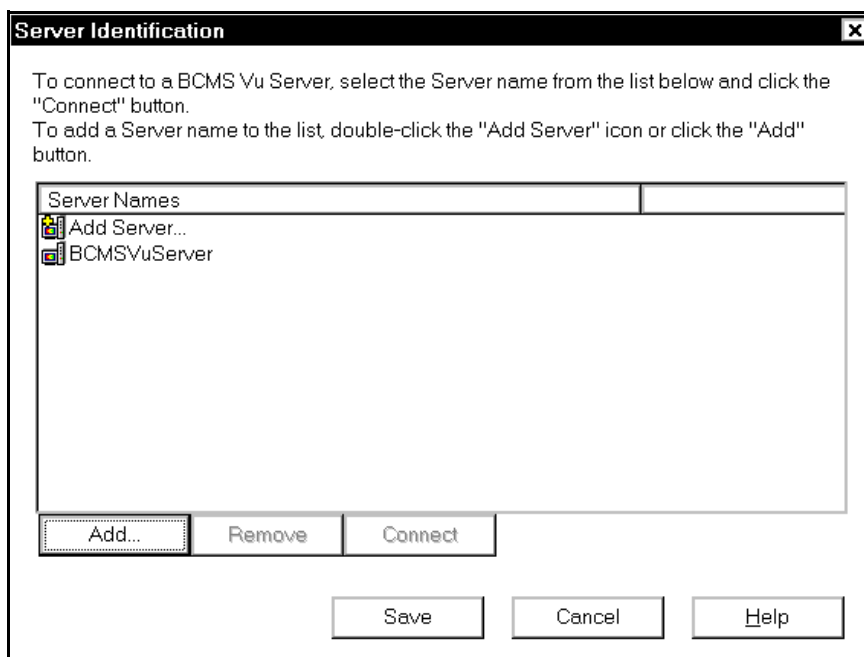 Server Identification
To connect to a BCMS Vu Server, select the Server name from the list below and click the
"Connect" button.
To add a Server name to the list, double-click the "Add Server" icon or click the "Add"
button.
Server Names
Add Server...
BCMSVuServer
Add... Remove Connect
Save Cancel Help